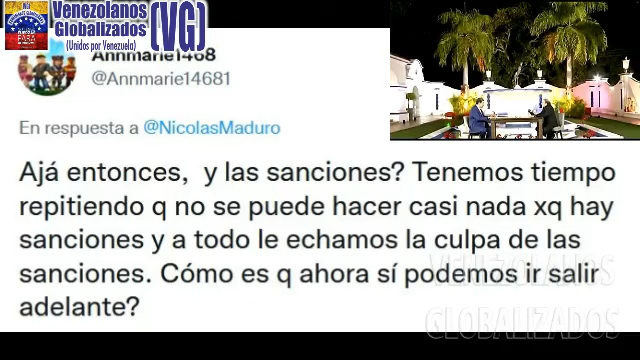 Venezolanos
Globalizados
(Unidos por Venezuela)
(VG)
Annmarie1468
@Annmarie14681
En respuesta a @NicolasMaduro
Ajá entonces, y las sanciones? Tenemos tiempo
repitiendo q no se puede hacer casi nada xq hay
sanciones y a todo le echamos la culpa de las
sanciones. Cómo es q ahora sí podemos ir salir
adelante?
VENEZOLANOS
GLOBALIZADOS